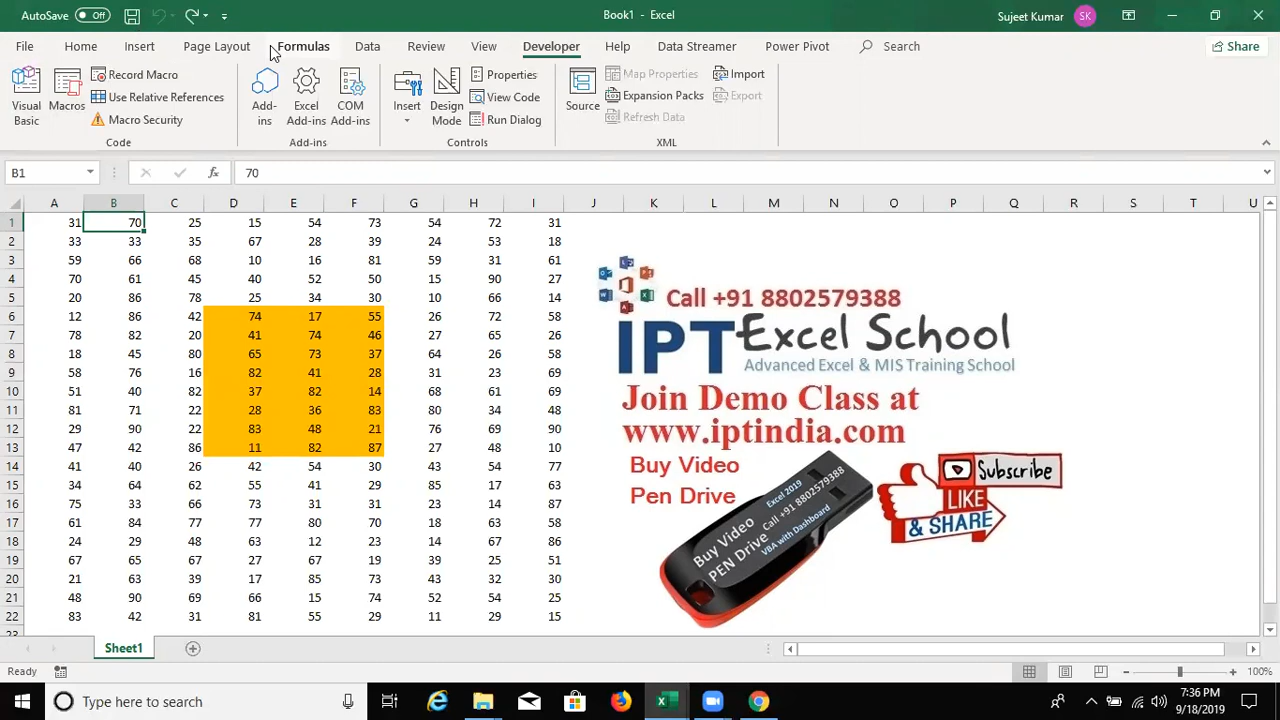 AutoSave Off Book1 - Excel Sujeet Kumar SK
File Home Insert Page Layout Formulas Data Review View Developer Help Data Streamer Power Pivot Search Share
Visual Basic
Macros
Record Macro
Use Relative References
Macro Security
Code
Add-ins
Excel Add-ins
COM Add-ins
Add-ins
Insert
Design Mode
Properties
View Code
Run Dialog
Controls
Source
Map Properties
Expansion Packs
Refresh Data
Import
Export
XML
B1 fx 70
A B C D E F G H I J K L M N O P Q R S T U
1 31 70 25 15 54 73 54 72 31
2 33 33 35 67 28 39 24 53 18
3 59 66 68 10 16 81 59 31 61
4 70 61 45 40 52 50 15 90 27
5 20 86 78 25 34 30 10 66 14
6 12 86 42 74 17 55 26 72 58
7 78 82 20 41 74 46 27 65 26
8 18 45 80 65 73 37 64 26 58
9 58 76 16 82 41 28 31 23 69
10 51 40 82 37 82 14 68 61 69
11 81 71 22 28 36 83 80 34 48
12 29 90 22 83 48 21 76 69 90
13 47 42 86 11 82 87 27 48 10
14 41 40 26 42 54 30 43 54 77
15 34 64 62 55 41 29 85 17 63
16 75 33 66 73 31 31 23 14 87
17 61 84 77 77 80 70 18 63 58
18 24 29 48 63 12 23 14 67 86
19 67 65 67 27 67 19 39 25 51
20 21 63 39 17 85 73 43 32 30
21 48 90 69 66 15 74 52 54 25
22 83 42 31 81 55 29 11 29 15
23
Call +91 8802579388
IPT Excel School
Advanced Excel & MIS Training School
Join Demo Class at
www.iptindia.com
Buy Video
Pen Drive
Buy Video
PEN Drive
Excel 2019
Call +91 8802579388
VBA with Dashboard
Subscribe
LIKE
& SHARE
Sheet1
Ready 100%
Type here to search
7:36 PM
9/18/2019